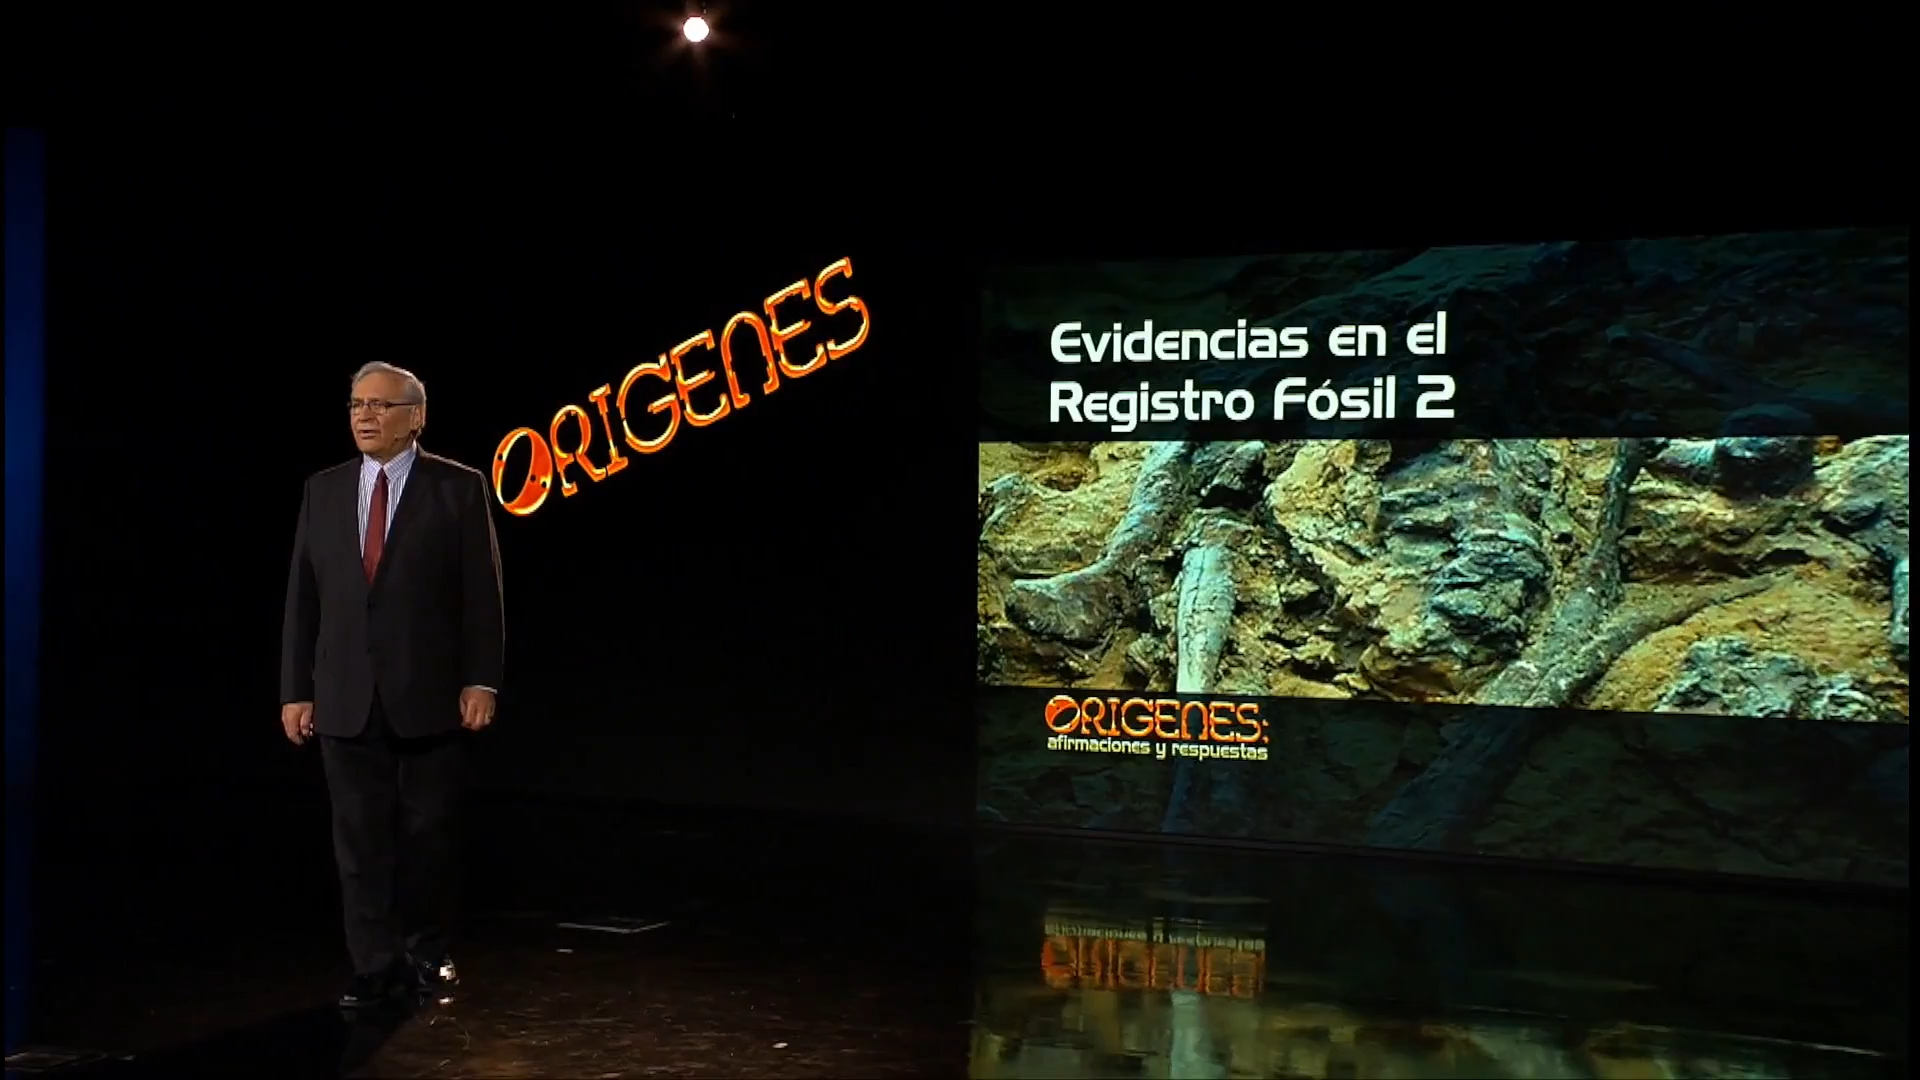 ORIGENES
Evidencias en el
Registro Fósil 2
ORIGENES:
afirmaciones y respuestas